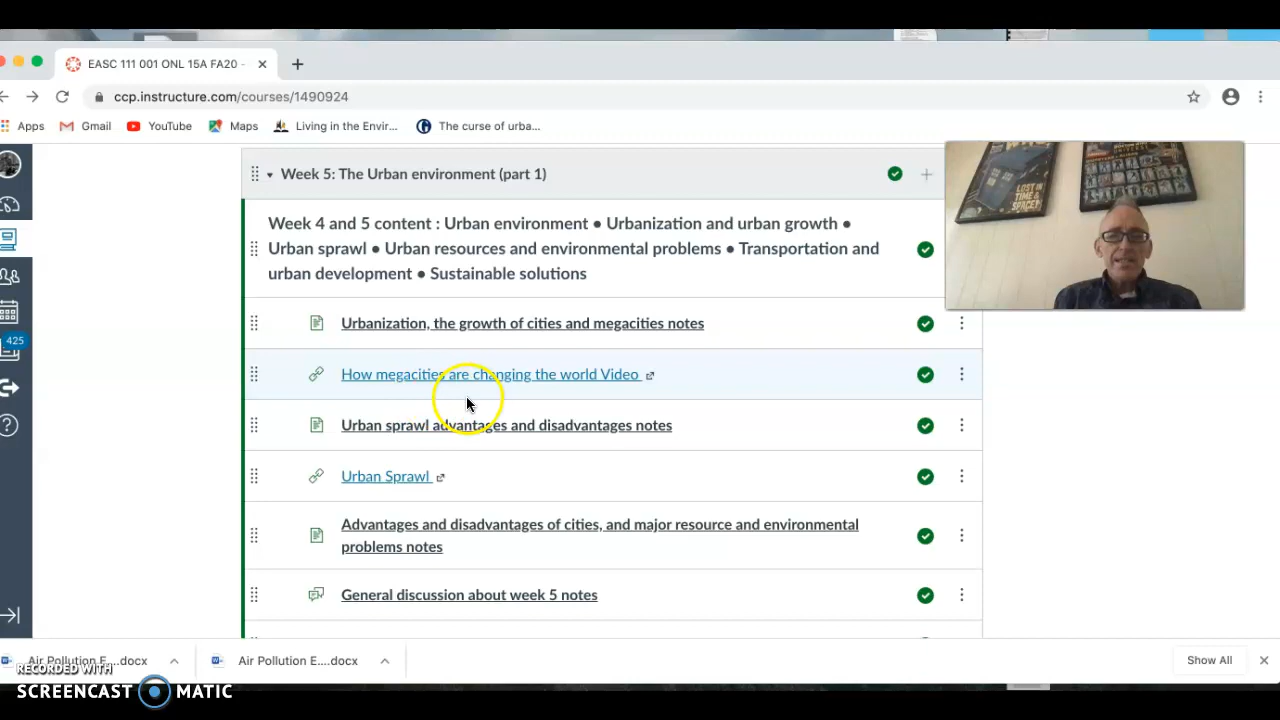 EASC 111 001 ONL 15A FA20 -
ccp.instructure.com/courses/1490924
Apps Gmail YouTube Maps Living in the Envir... The curse of urba...
Week 5: The Urban environment (part 1)
LOST IN
TIME &
SPACE!
Week 4 and 5 content : Urban environment ● Urbanization and urban growth ●
Urban sprawl ● Urban resources and environmental problems ● Transportation and
urban development ● Sustainable solutions
Urbanization, the growth of cities and megacities notes
425
How megacities are changing the world Video
Urban sprawl advantages and disadvantages notes
Urban Sprawl
Advantages and disadvantages of cities, and major resource and environmental
problems notes
General discussion about week 5 notes
Air Pollution E....docx Air Pollution E....docx Show All
RECORDED WITH
SCREENCAST MATIC